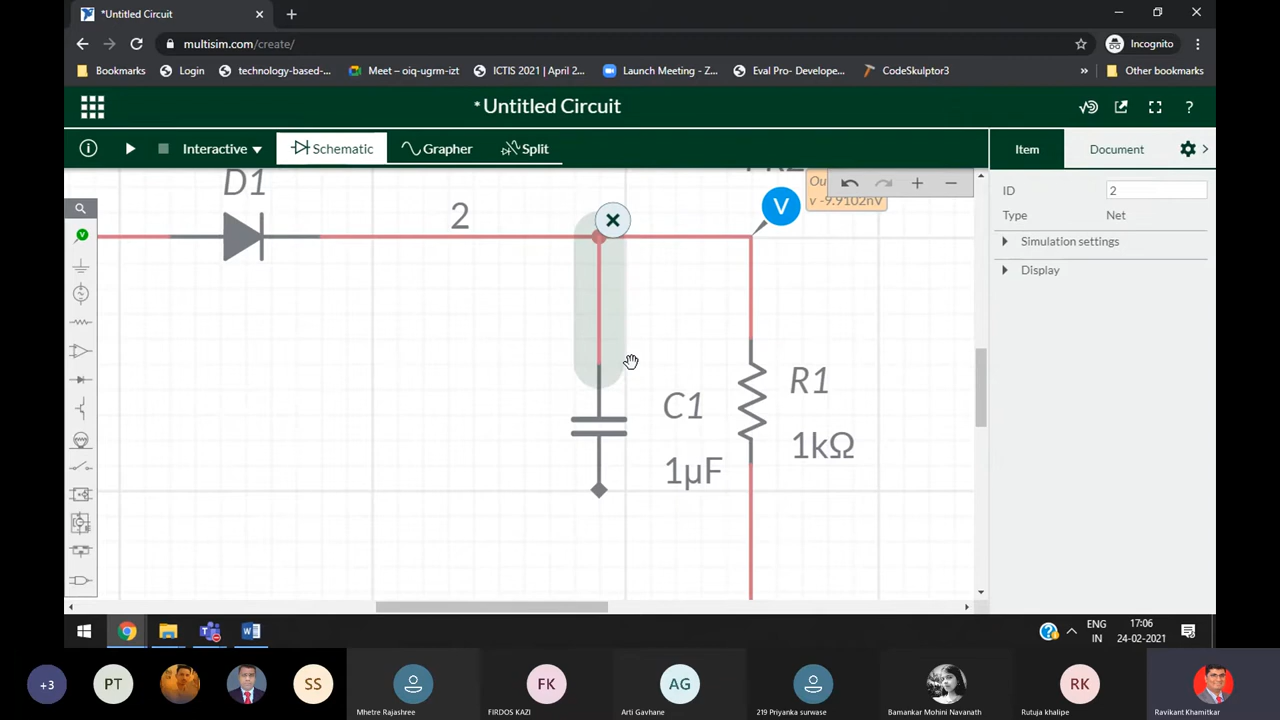 *Untitled Circuit
multisim.com/create/
Incognito
Bookmarks
Login
technology-based-...
Meet – oiq-ugrm-izt
ICTIS 2021 | April 2...
Launch Meeting - Z...
Eval Pro- Develope...
CodeSkulptor3
»
Other bookmarks
*Untitled Circuit
Interactive
Schematic
Grapher
Split
Item
Document
D1
2
Ou
v -9.9102nV
V
ID
2
Type
Net
Simulation settings
Display
C1
1µF
R1
1kΩ
ENG
IN
17:06
24-02-2021
+3
PT
SS
Mhetre Rajashree
FK
FIRDOS KAZI
AG
Arti Gavhane
219 Priyanka surwase
Bamankar Mohini Navanath
RK
Rutuja khalipe
Ravikant Khamitkar